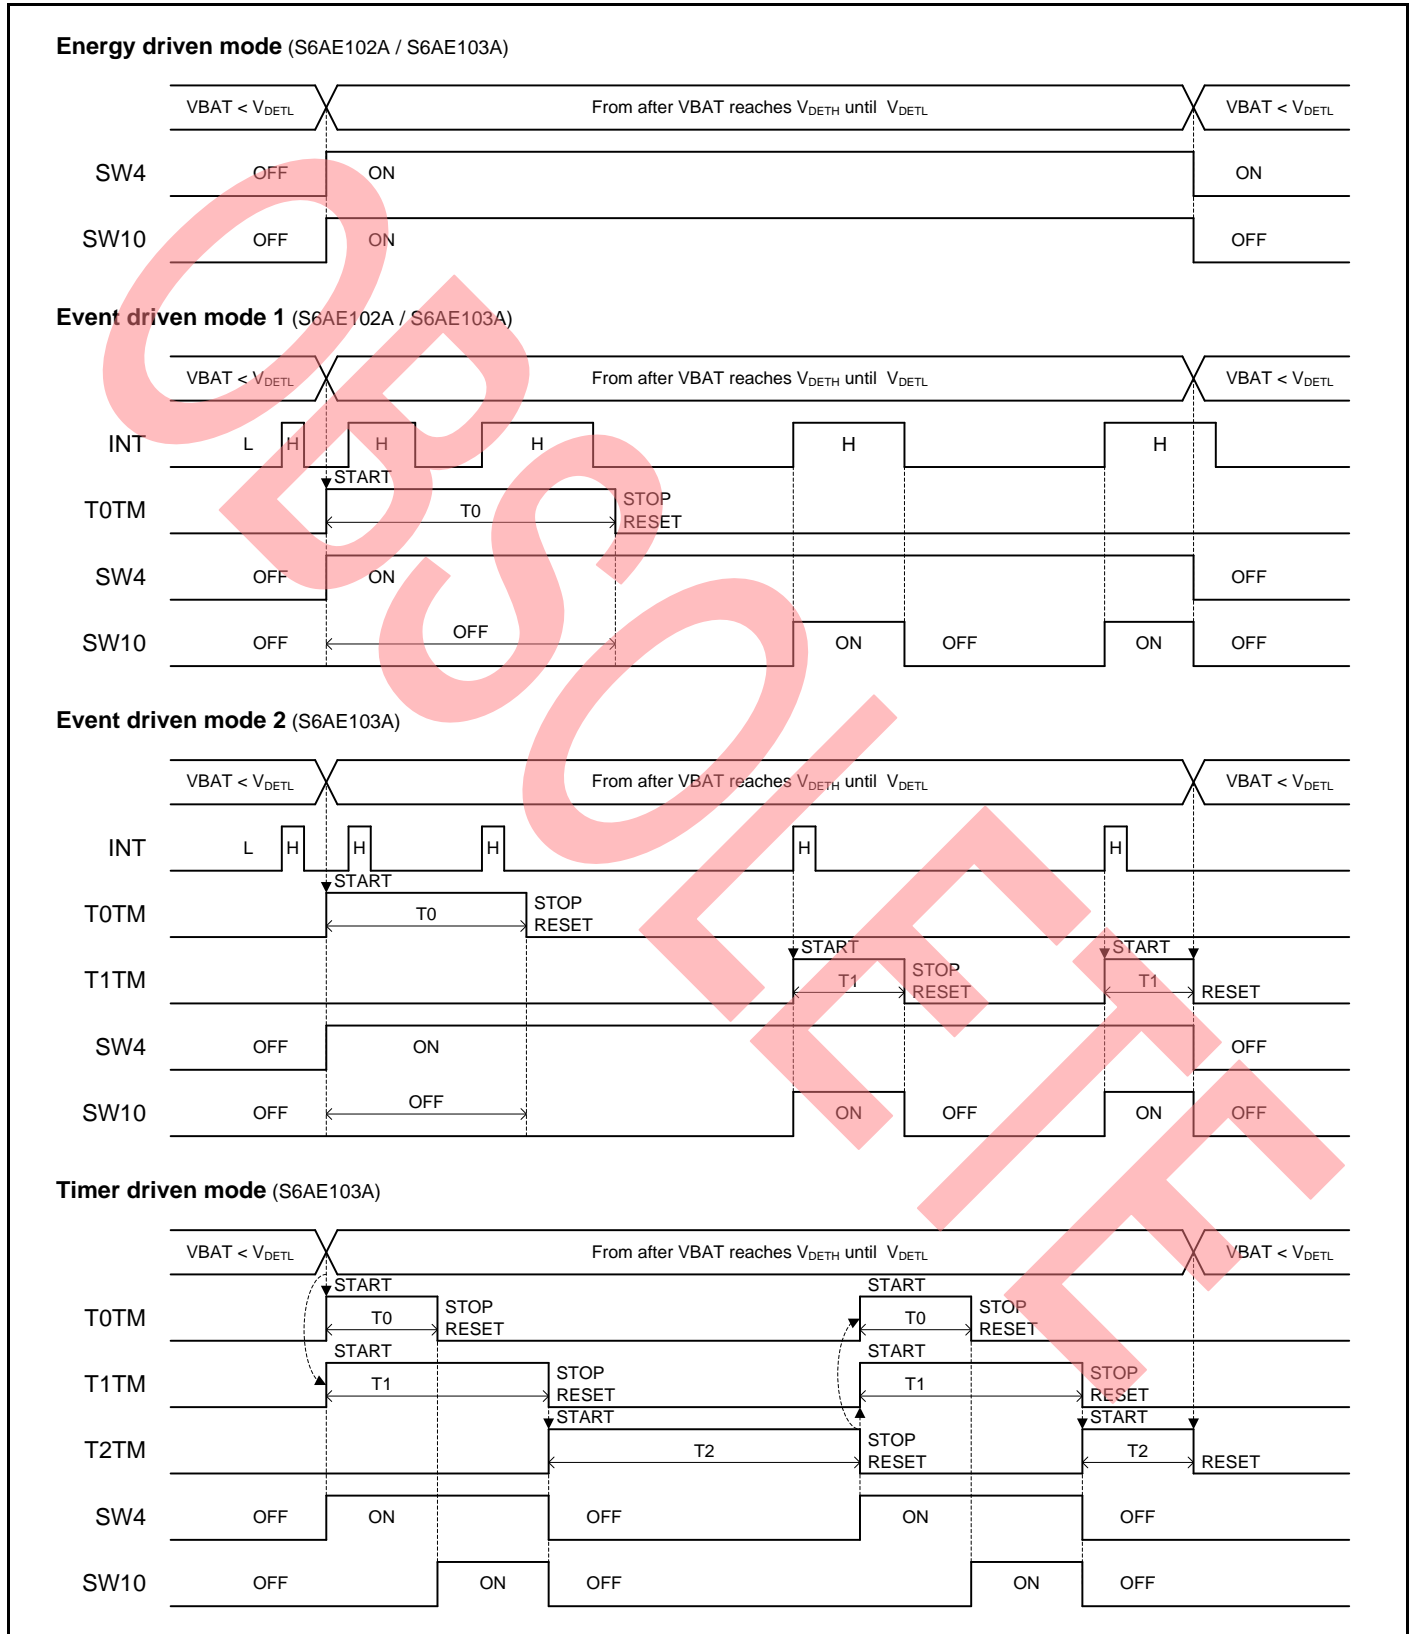 Energy driven mode (S6AE102A / S6AE103A)
VBAT < VDETL From after VBAT reaches VDETH until VDETL VBAT < VDETL
SW4 OFF ON ON
SW10 OFF ON OFF
Event driven mode 1 (S6AE102A / S6AE103A)
VBAT < VDETL From after VBAT reaches VDETH until VDETL VBAT < VDETL
INT L H H H H H
START
T0TM T0 STOP
RESET
SW4 OFF ON OFF
SW10 OFF OFF ON OFF ON OFF
Event driven mode 2 (S6AE103A)
VBAT < VDETL From after VBAT reaches VDETH until VDETL VBAT < VDETL
INT L H H H H H
START
T0TM T0 STOP
RESET
START START
T1TM T1 STOP T1
RESET RESET
SW4 OFF ON OFF
SW10 OFF OFF ON OFF ON OFF
Timer driven mode (S6AE103A)
VBAT < VDETL From after VBAT reaches VDETH until VDETL VBAT < VDETL
START START
T0TM T0 STOP T0 STOP
RESET RESET
START START
T1TM T1 STOP T1 STOP
RESET RESET
START START
T2TM T2 STOP T2
RESET RESET
SW4 OFF ON OFF ON OFF
SW10 OFF ON OFF ON OFF
OBSOLETE